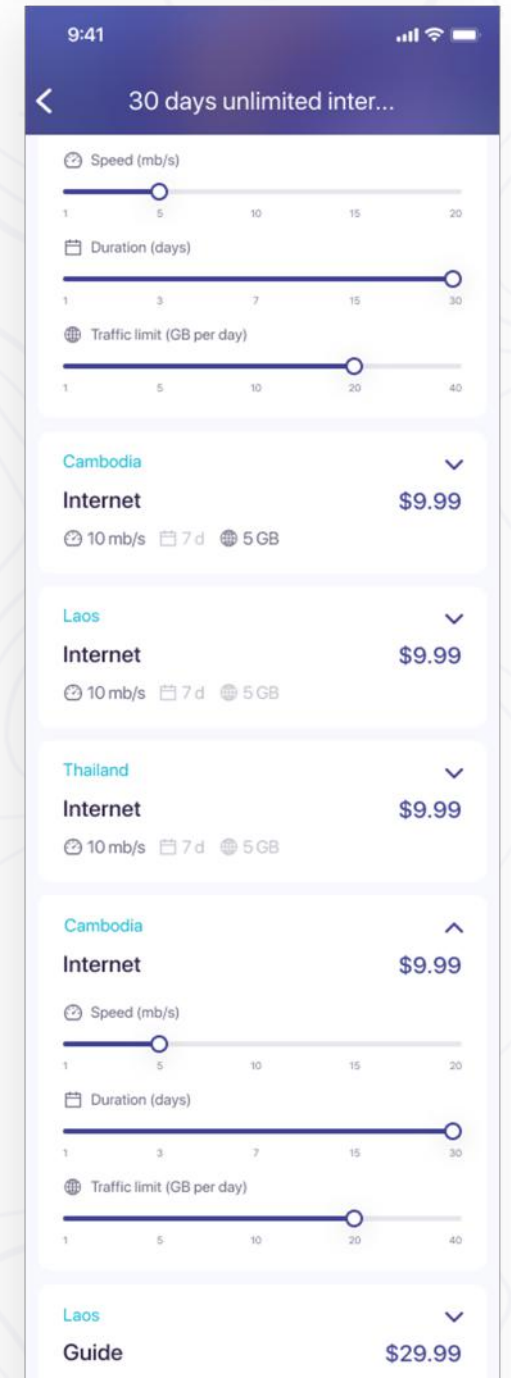 9:41
30 days unlimited inter...
Speed (mb/s)
1 5 10 15 20
Duration (days)
1 3 7 15 30
Traffic limit (GB per day)
1 5 10 20 40
Cambodia
Internet $9.99
10 mb/s 7 d 5 GB
Laos
Internet $9.99
10 mb/s 7 d 5 GB
Thailand
Internet $9.99
10 mb/s 7 d 5 GB
Cambodia
Internet $9.99
Speed (mb/s)
1 5 10 15 20
Duration (days)
1 3 7 15 30
Traffic limit (GB per day)
1 5 10 20 40
Laos
Guide $29.99